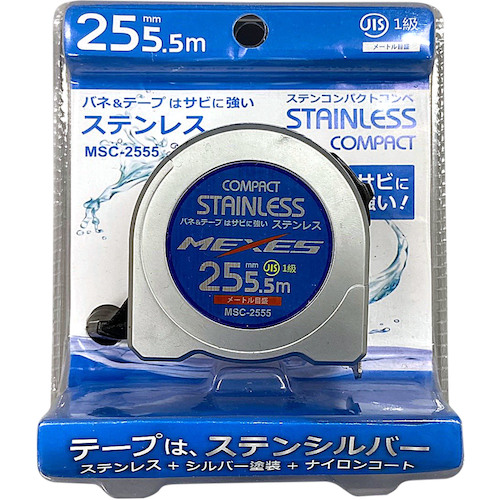 25mm 5.5m
JIS 1級
メートル目盛
バネ&テープはサビに強い
ステンレス
MSC-2555
ステンコンパクトコンベ
STAINLESS
COMPACT
サビに
強い!
COMPACT
STAINLESS
バネ&テープはサビに強い ステンレス
MEXES
25mm 5.5m JIS 1級
メートル目盛
MSC-2555
テープは、ステンシルバー
ステンレス+シルバー塗装+ナイロンコート